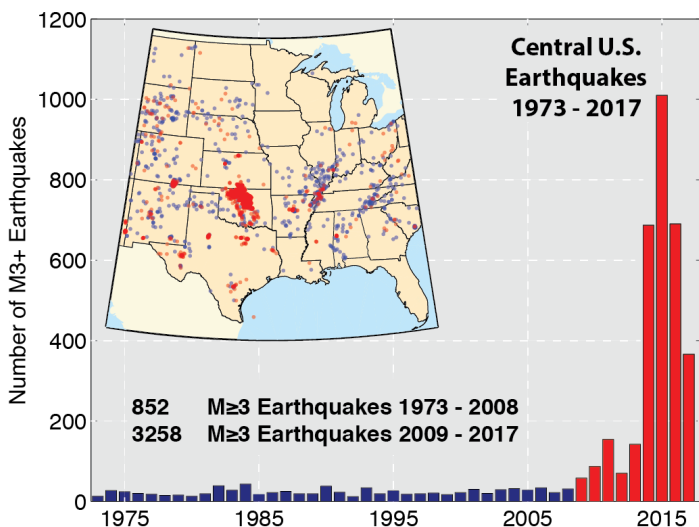 Central U.S.
Earthquakes
1973 - 2017
Number of M3+ Earthquakes
1200
1000
800
600
400
200
0
852 M≥3 Earthquakes 1973 - 2008
3258 M≥3 Earthquakes 2009 - 2017
1975 1985 1995 2005 2015